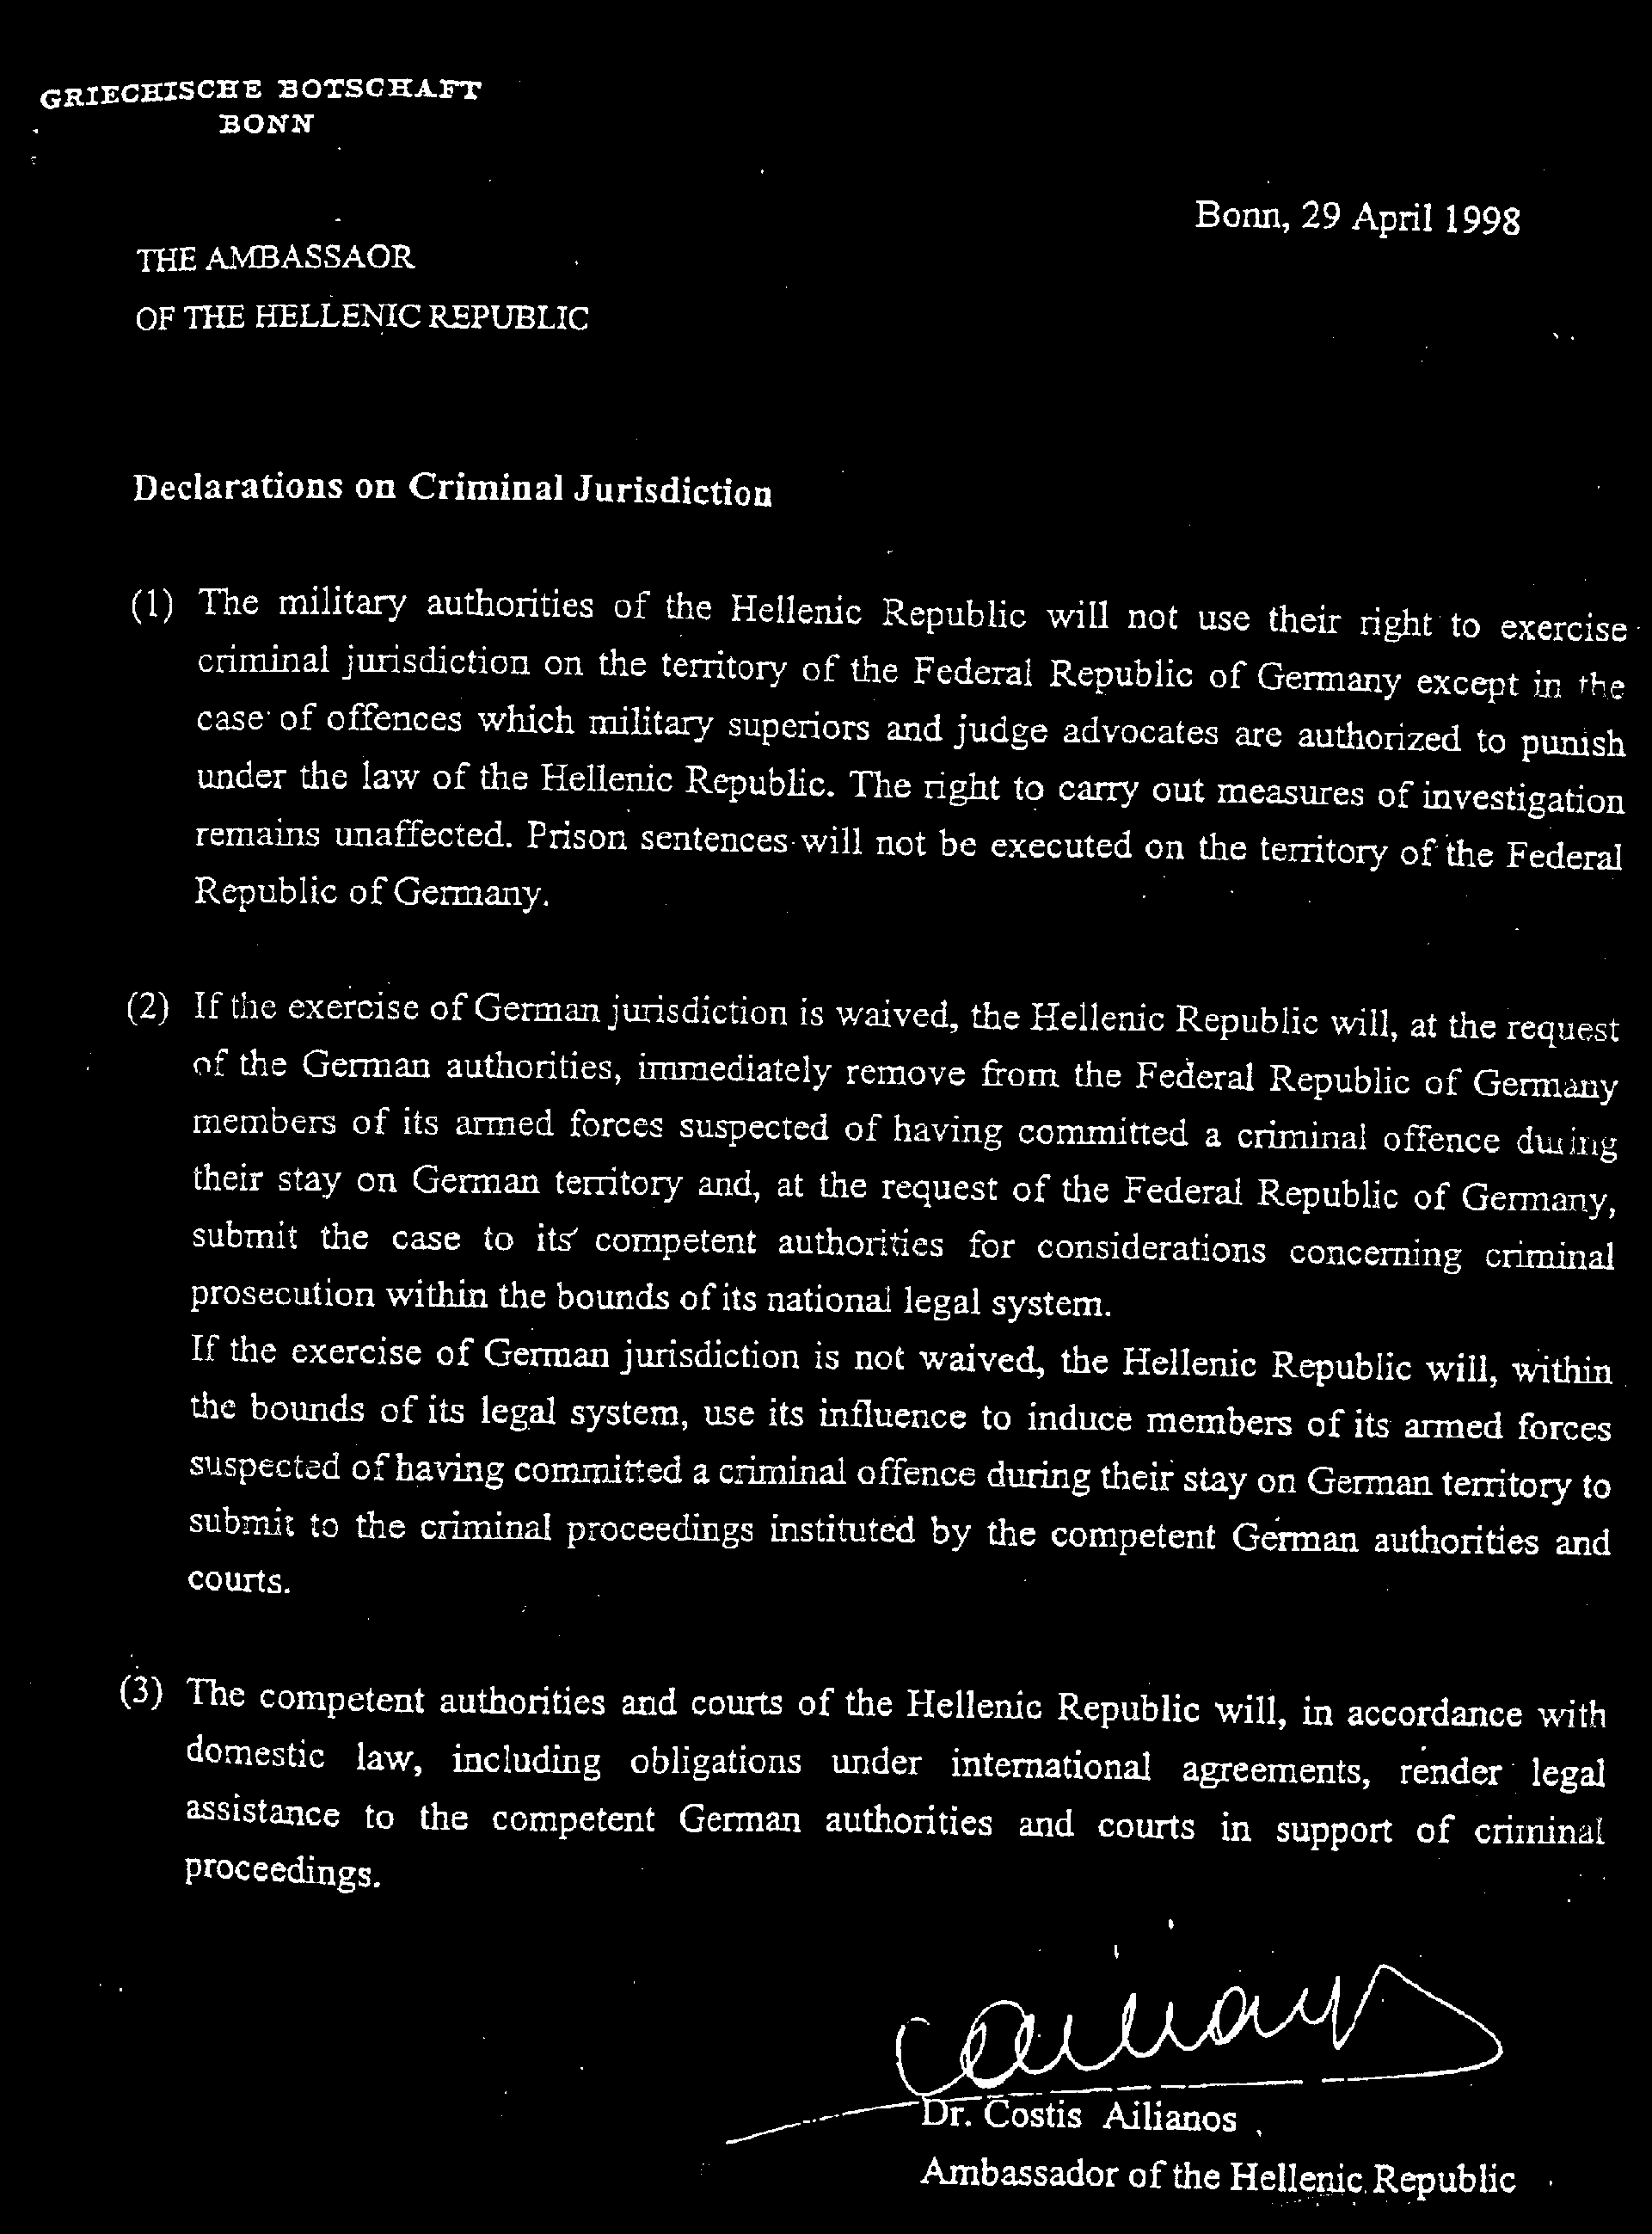 GRIECHISCHE BOTSCHAFT
BONN
Bonn, 29 April 1998
THE AMBASSAOR
OF THE HELLENIC REPUBLIC
Declarations on Criminal Jurisdiction
(1) The military authorities of the Hellenic Republic will not use their right to exercise
criminal jurisdiction on the territory of the Federal Republic of Germany except in the
case of offences which military superiors and judge advocates are authorized to punish
under the law of the Hellenic Republic. The right to carry out measures of investigation
remains unaffected. Prison sentences will not be executed on the territory of the Federal
Republic of Germany.
(2) If the exercise of German jurisdiction is waived, the Hellenic Republic will, at the request
of the German authorities, immediately remove from the Federal Republic of Germany
members of its armed forces suspected of having committed a criminal offence during
their stay on German territory and, at the request of the Federal Republic of Germany,
submit the case to its' competent authorities for considerations concerning criminal
prosecution within the bounds of its national legal system.
If the exercise of German jurisdiction is not waived, the Hellenic Republic will, within
the bounds of its legal system, use its influence to induce members of its armed forces
suspected of having committed a criminal offence during their stay on German territory to
submit to the criminal proceedings instituted by the competent German authorities and
courts.
(3) The competent authorities and courts of the Hellenic Republic will, in accordance with
domestic law, including obligations under international agreements, render legal
assistance to the competent German authorities and courts in support of criminal
proceedings.
Dr. Costis Ailianos
Ambassador of the Hellenic Republic